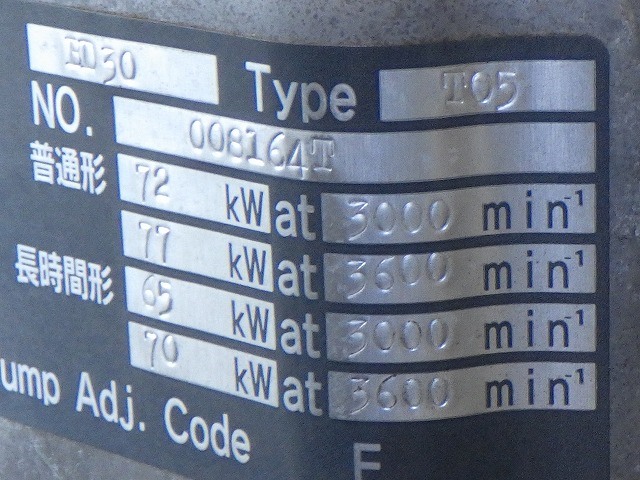 ED30 Type T05
NO. 008164T
普通形 72 kW at 3000 min⁻¹
77 kW at 3600 min⁻¹
長時間形 65 kW at 3000 min⁻¹
70 kW at 3600 min⁻¹
ump Adj. Code
F